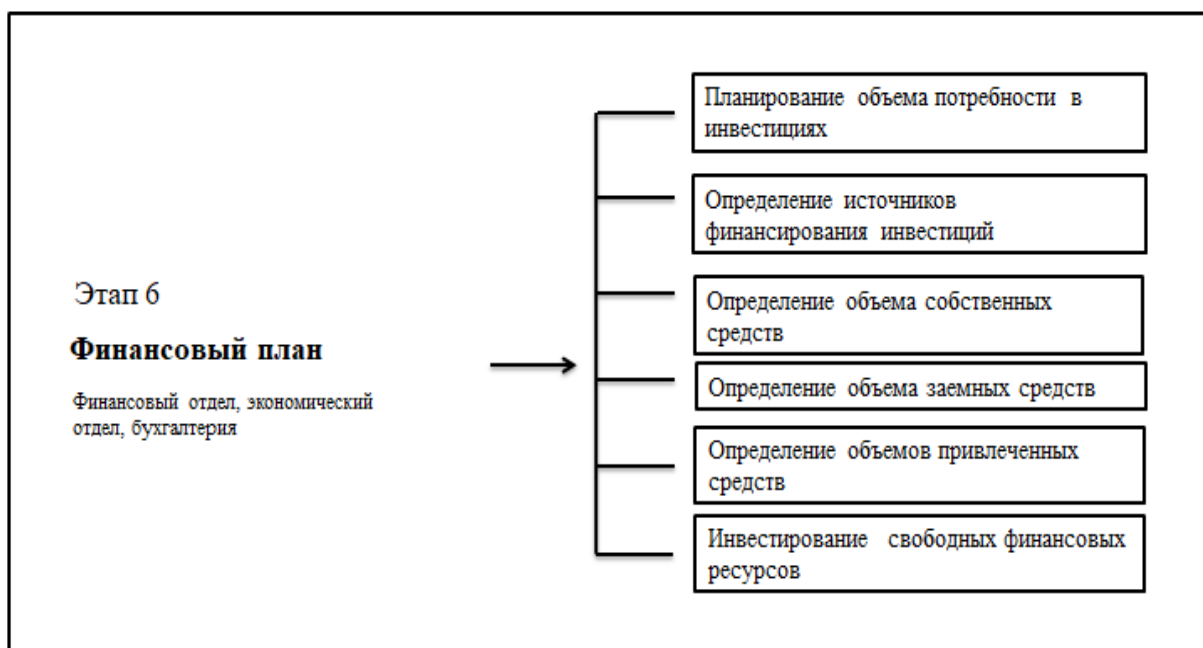 Этап 6
Финансовый план
Финансовый отдел, экономический
отдел, бухгалтерия
Планирование объема потребности в
инвестициях
Определение источников
финансирования инвестиций
Определение объема собственных
средств
Определение объема заемных средств
Определение объемов привлеченных
средств
Инвестирование свободных финансовых
ресурсов